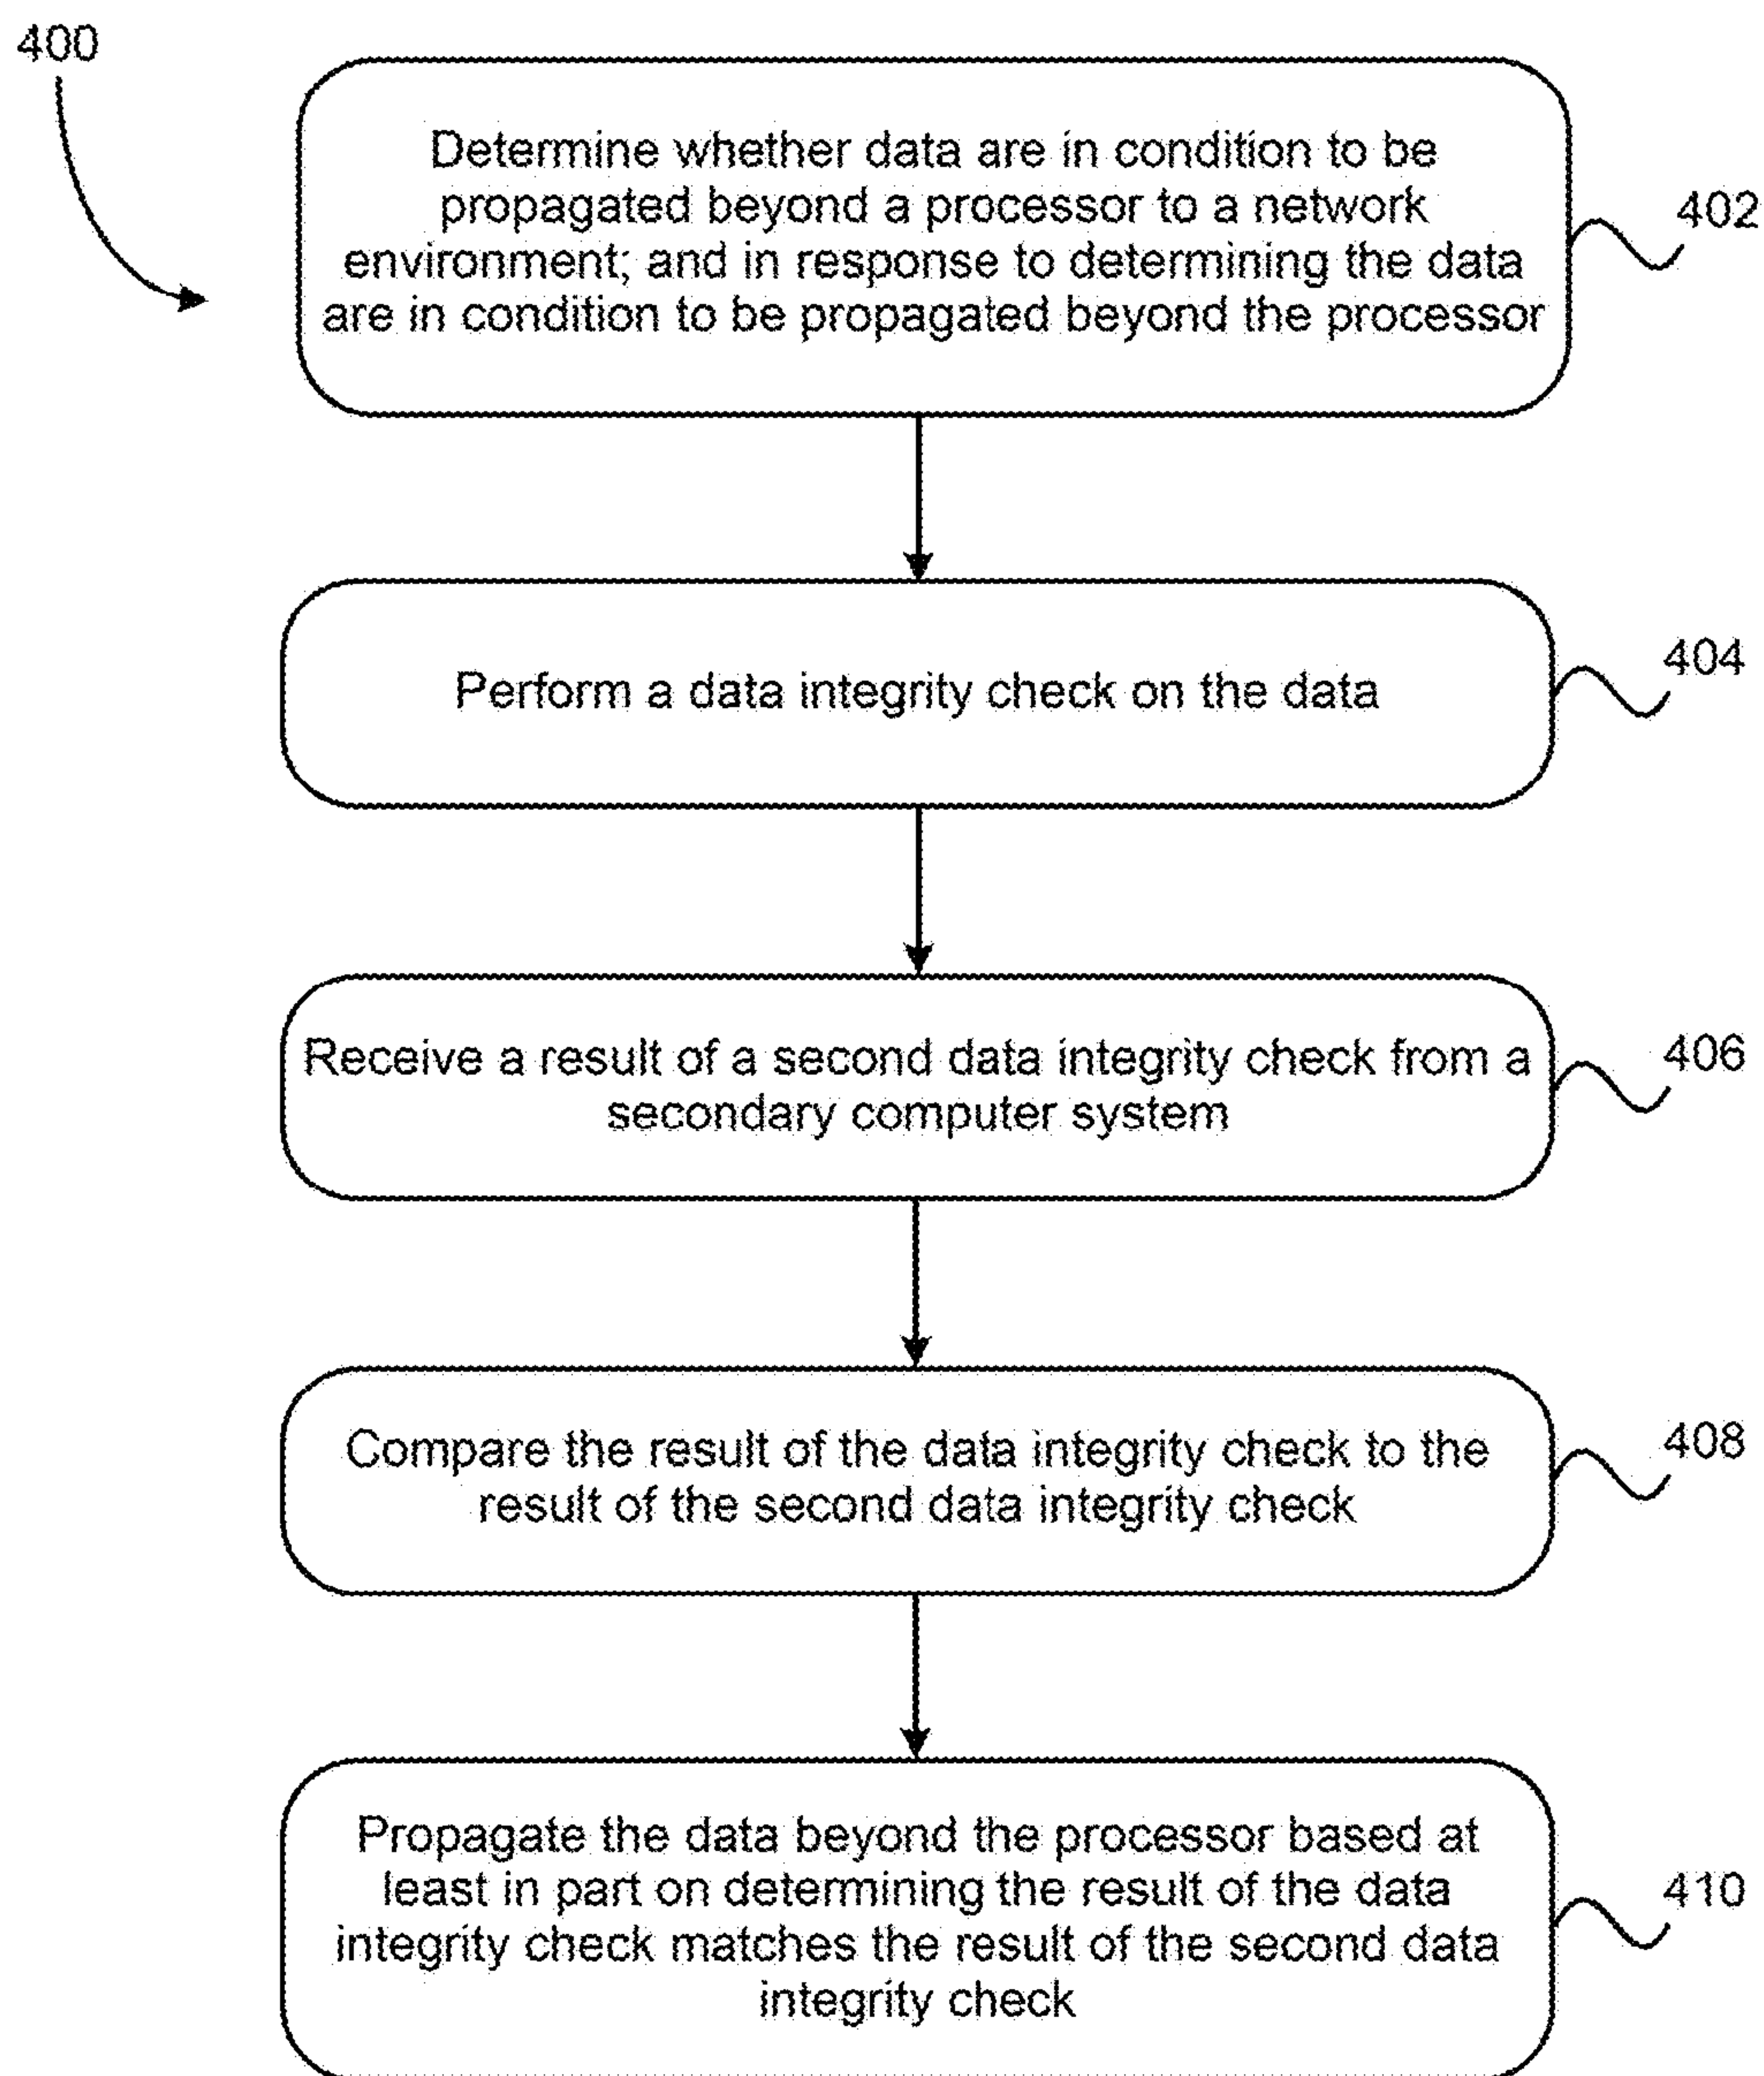 400
Determine whether data are in condition to be
propagated beyond a processor to a network
environment; and in response to determining the data
are in condition to be propagated beyond the processor
402
Perform a data integrity check on the data
404
Receive a result of a second data integrity check from a
secondary computer system
406
Compare the result of the data integrity check to the
result of the second data integrity check
408
Propagate the data beyond the processor based at
least in part on determining the result of the data
integrity check matches the result of the second data
integrity check
410